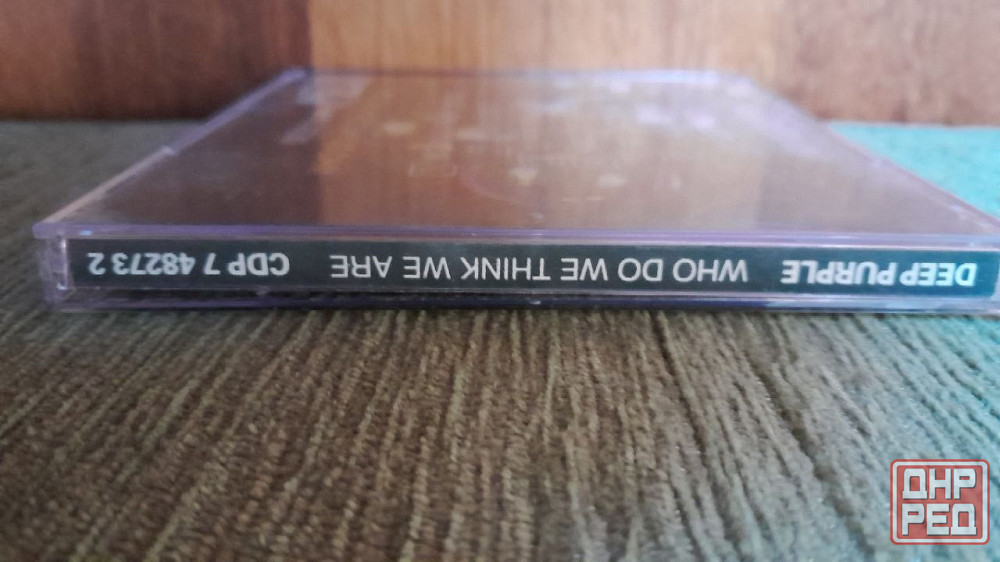 DEEP PURPLE WHO DO WE THINK WE ARE CDP 7 48273 2
ДНР
РЕД